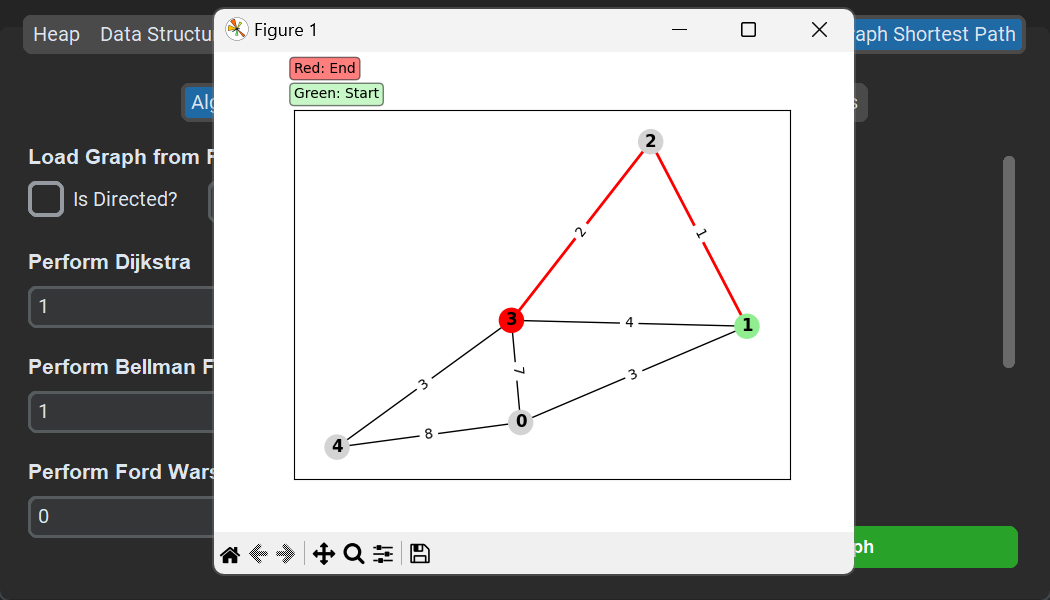 Figure 1
Heap Data Structu
aph Shortest Path
Red: End
Green: Start
Alg
s
Load Graph from F
Is Directed?
Perform Dijkstra
1
Perform Bellman F
1
Perform Ford Wars
0
ph
2
2
1
3
4
1
3
7
3
0
8
4